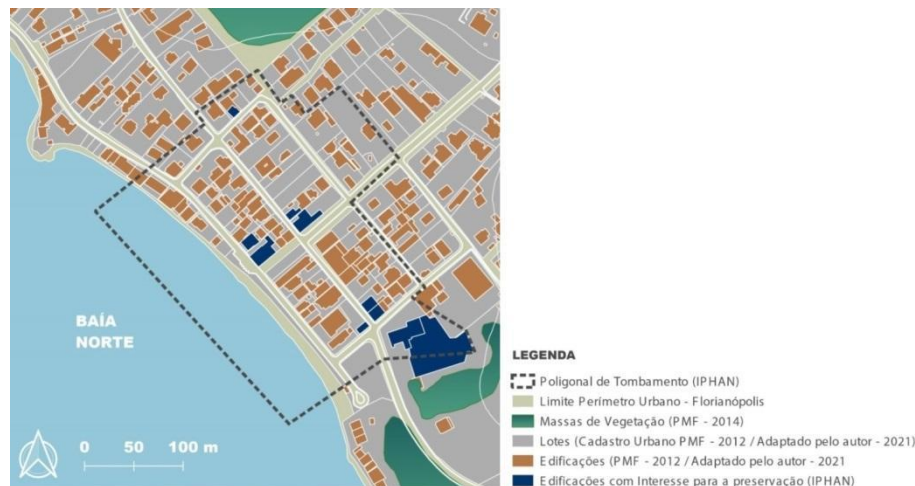 BAÍA
NORTE
0 50 100 m
LEGENDA
Poligonal de Tombamento (IPHAN)
Limite Perímetro Urbano - Florianópolis
Massas de Vegetação (PMF - 2014)
Lotes (Cadastro Urbano PMF - 2012 / Adaptado pelo autor - 2021)
Edificações (PMF - 2012 / Adaptado pelo autor - 2021
Edificações com Interesse para a preservação (IPHAN)